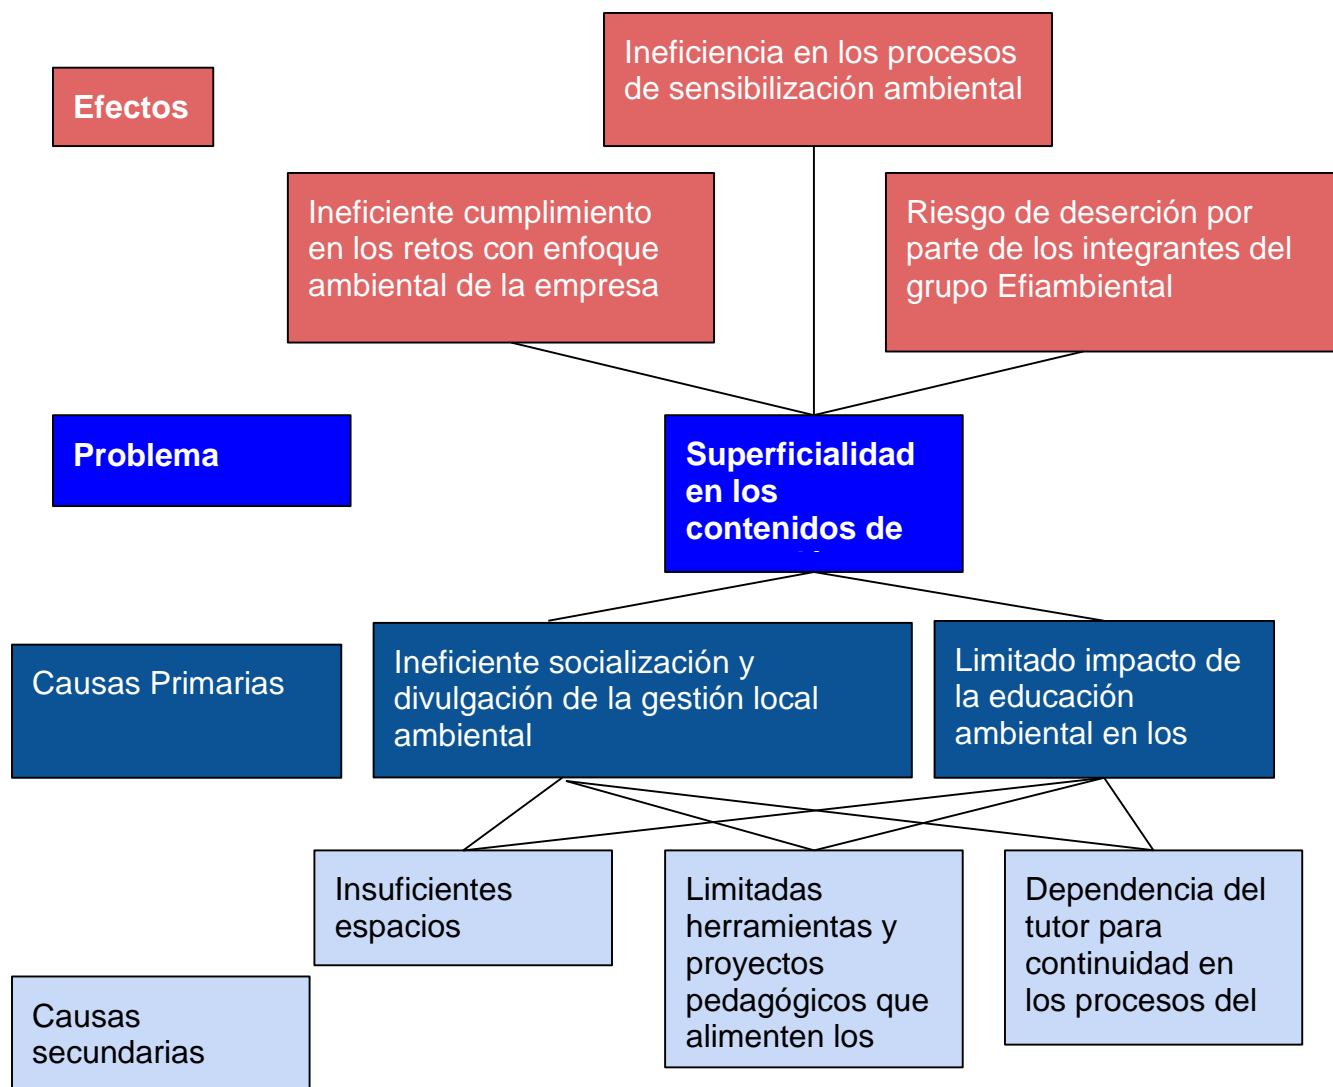 Ineficiencia en los procesos
de sensibilización ambiental
Efectos
Ineficiente cumplimiento
en los retos con enfoque
ambiental de la empresa
Riesgo de deserción por
parte de los integrantes del
grupo Efiambiental
Problema
Superficialidad
en los
contenidos de
Causas Primarias
Ineficiente socialización y
divulgación de la gestión local
ambiental
Limitado impacto de
la educación
ambiental en los
Insuficientes
espacios
Limitadas
herramientas y
proyectos
pedagógicos que
alimenten los
Dependencia del
tutor para
continuidad en
los procesos del
Causas
secundarias